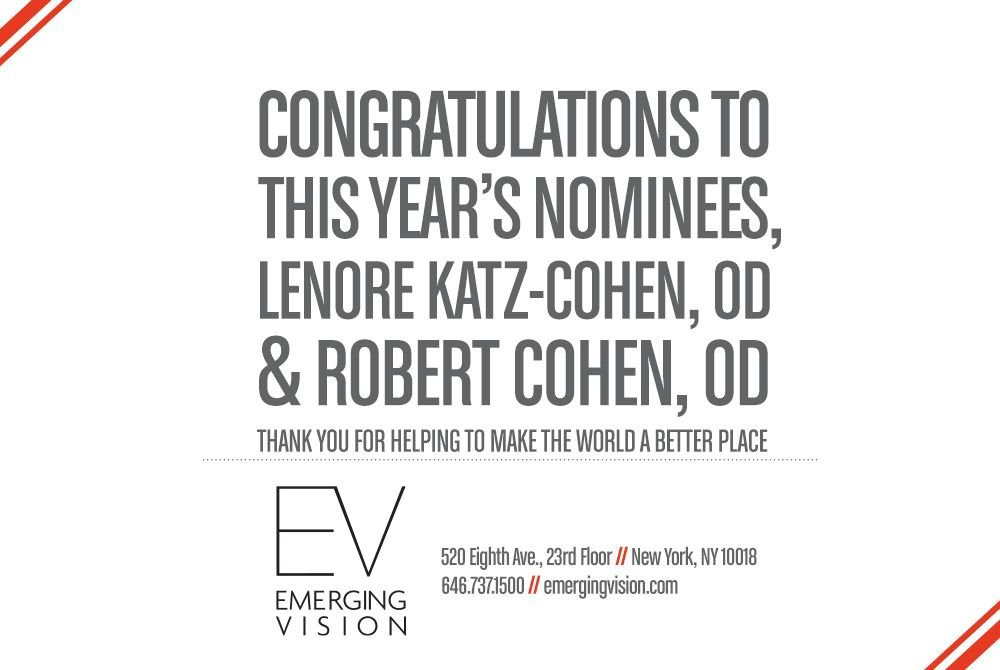 CONGRATULATIONS TO
THIS YEAR’S NOMINEES,
LENORE KATZ-COHEN, OD
& ROBERT COHEN, OD
THANK YOU FOR HELPING TO MAKE THE WORLD A BETTER PLACE
EV
EMERGING
VISION
520 Eighth Ave., 23rd Floor // New York, NY 10018
646.737.1500 // emergingvision.com